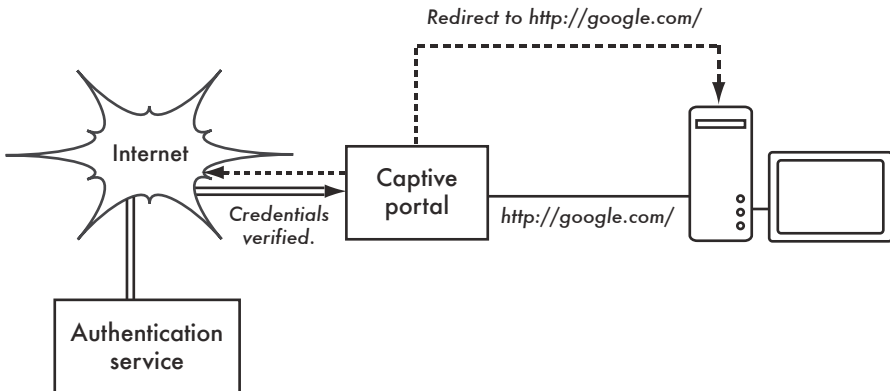 Redirect to http://google.com/
Internet
Captive
portal
Credentials
verified.
http://google.com/
Authentication
service